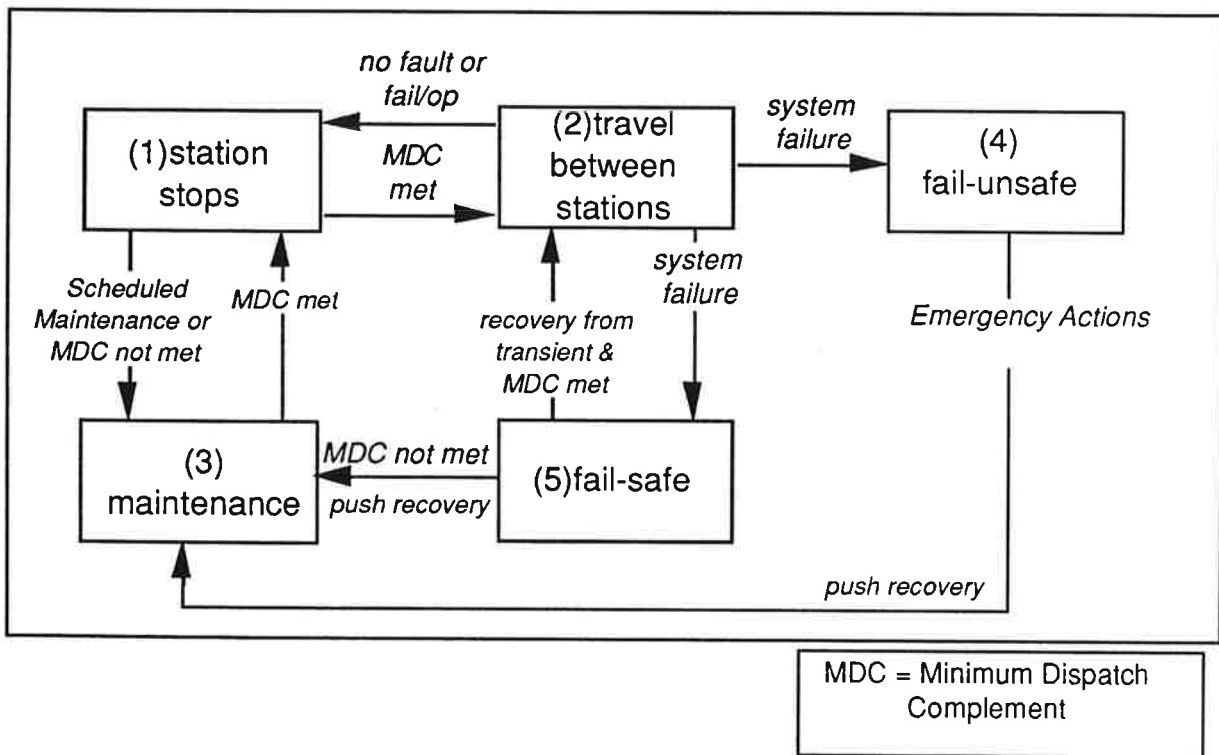 no fault or
fail/op
(1)station
stops
MDC
met
(2)travel
between
stations
system
failure
(4)
fail-unsafe
Scheduled
Maintenance or
MDC not met
MDC met
recovery from
transient &
MDC met
system
failure
Emergency Actions
(3)
maintenance
MDC not met
push recovery
(5)fail-safe
push recovery
MDC = Minimum Dispatch
Complement